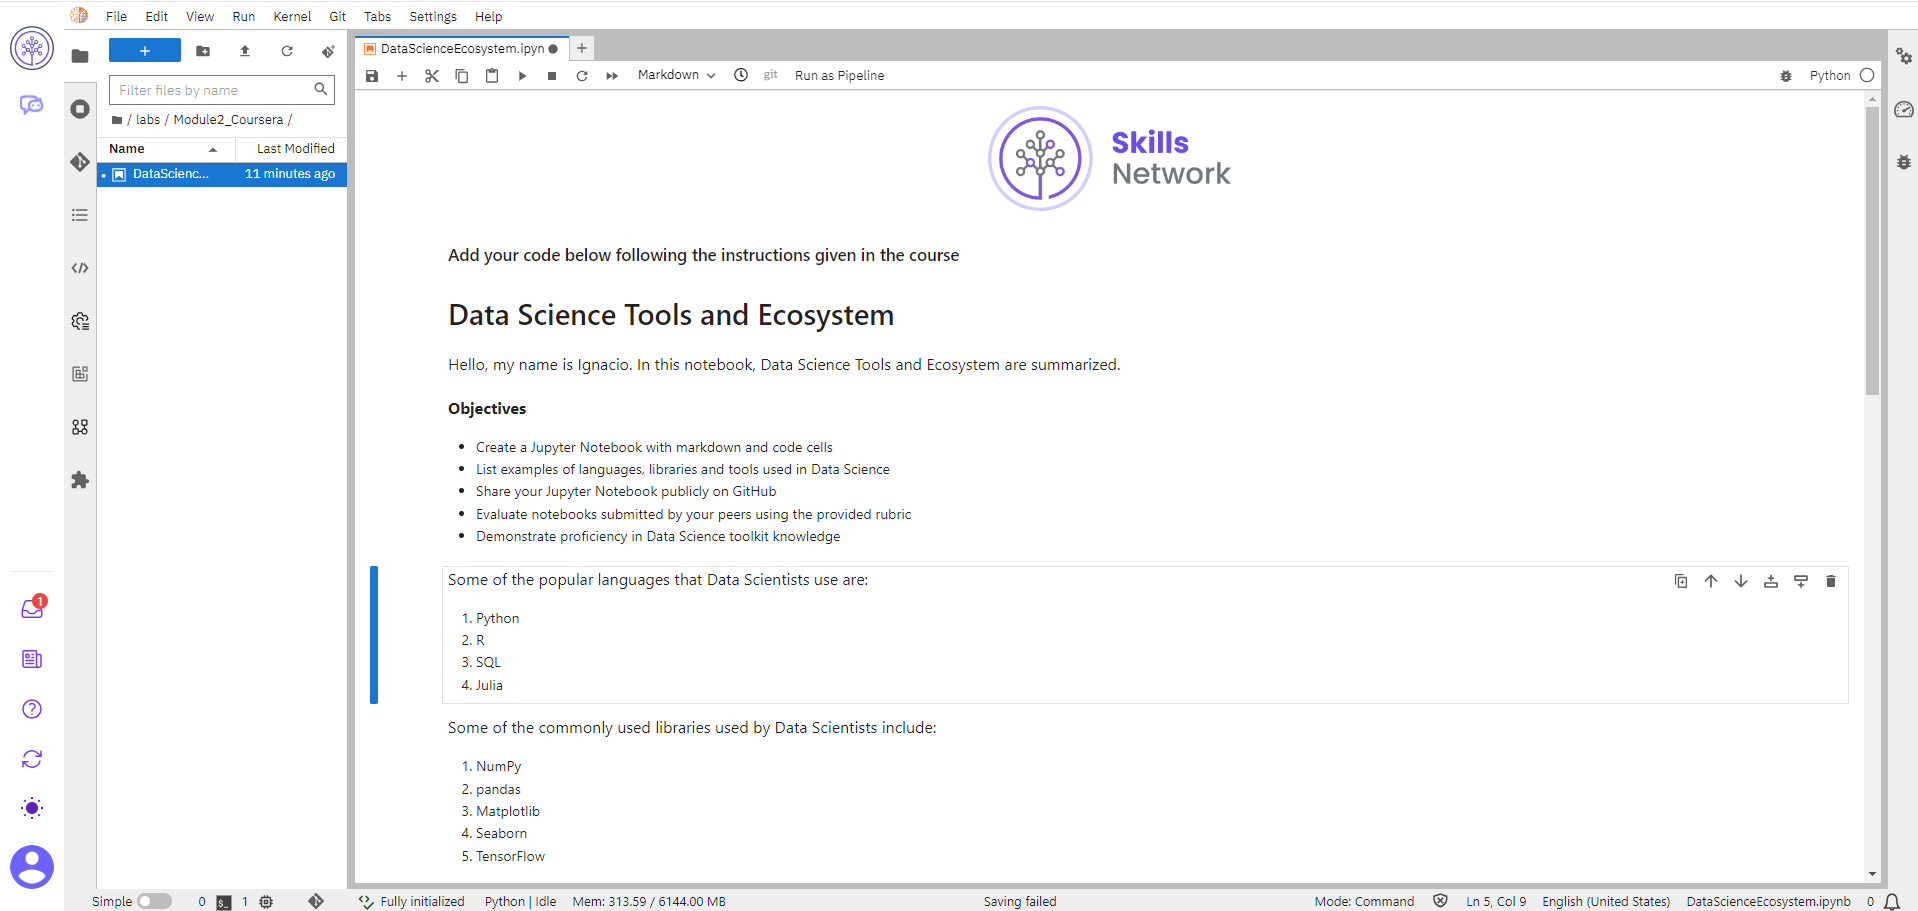 File Edit View Run Kernel Git Tabs Settings Help
+
Filter files by name
/ labs / Module2_Coursera /
Name Last Modified
DataScienc... 11 minutes ago
DataScienceEcosystem.ipyn
Markdown git Run as Pipeline Python
Skills
Network
Add your code below following the instructions given in the course
Data Science Tools and Ecosystem
Hello, my name is Ignacio. In this notebook, Data Science Tools and Ecosystem are summarized.
Objectives
• Create a Jupyter Notebook with markdown and code cells
• List examples of languages, libraries and tools used in Data Science
• Share your Jupyter Notebook publicly on GitHub
• Evaluate notebooks submitted by your peers using the provided rubric
• Demonstrate proficiency in Data Science toolkit knowledge
Some of the popular languages that Data Scientists use are:
1. Python
2. R
3. SQL
4. Julia
Some of the commonly used libraries used by Data Scientists include:
1. NumPy
2. pandas
3. Matplotlib
4. Seaborn
5. TensorFlow
1
Simple 0 $_ 1 Fully initialized Python | Idle Mem: 313.59 / 6144.00 MB Saving failed Mode: Command Ln 5, Col 9 English (United States) DataScienceEcosystem.ipynb 0